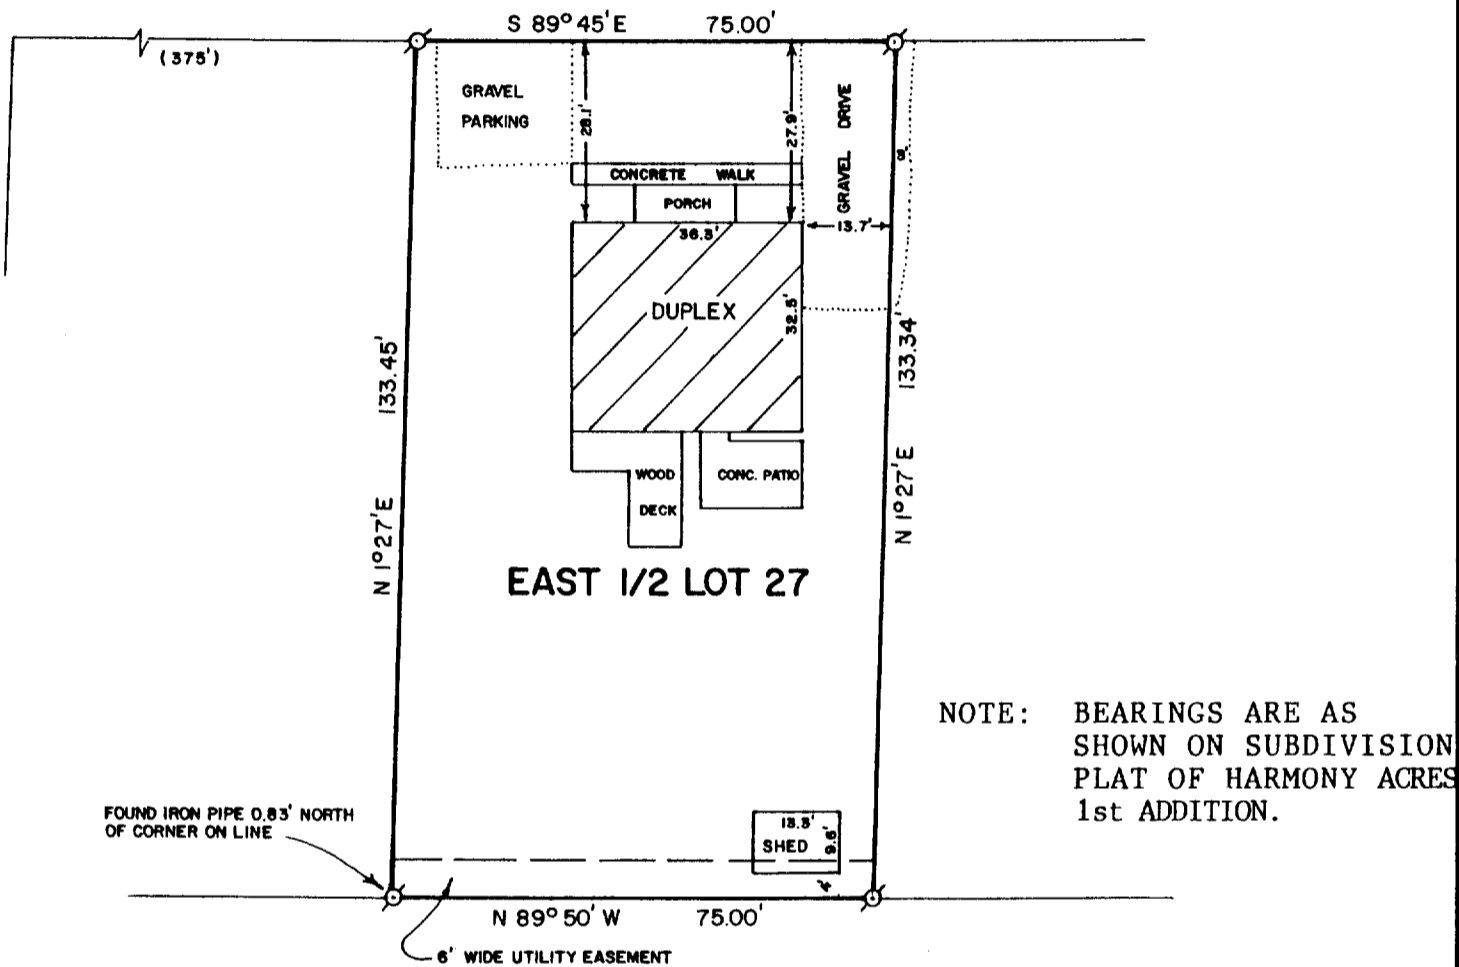 S 89° 45' E 75.00'
(375')
GRAVEL
PARKING
28.1'
27.9'
GRAVEL DRIVE
8'
CONCRETE WALK
PORCH
13.7'
36.3'
DUPLEX
32.5'
133.45'
N 1° 27' E
133.34'
N 1° 27' E
WOOD
DECK
CONC. PATIO
EAST 1/2 LOT 27
NOTE: BEARINGS ARE AS
SHOWN ON SUBDIVISION
PLAT OF HARMONY ACRES
1st ADDITION.
FOUND IRON PIPE 0.83' NORTH
OF CORNER ON LINE
13.3'
SHED
9.6'
4'
N 89° 50' W 75.00'
6' WIDE UTILITY EASEMENT